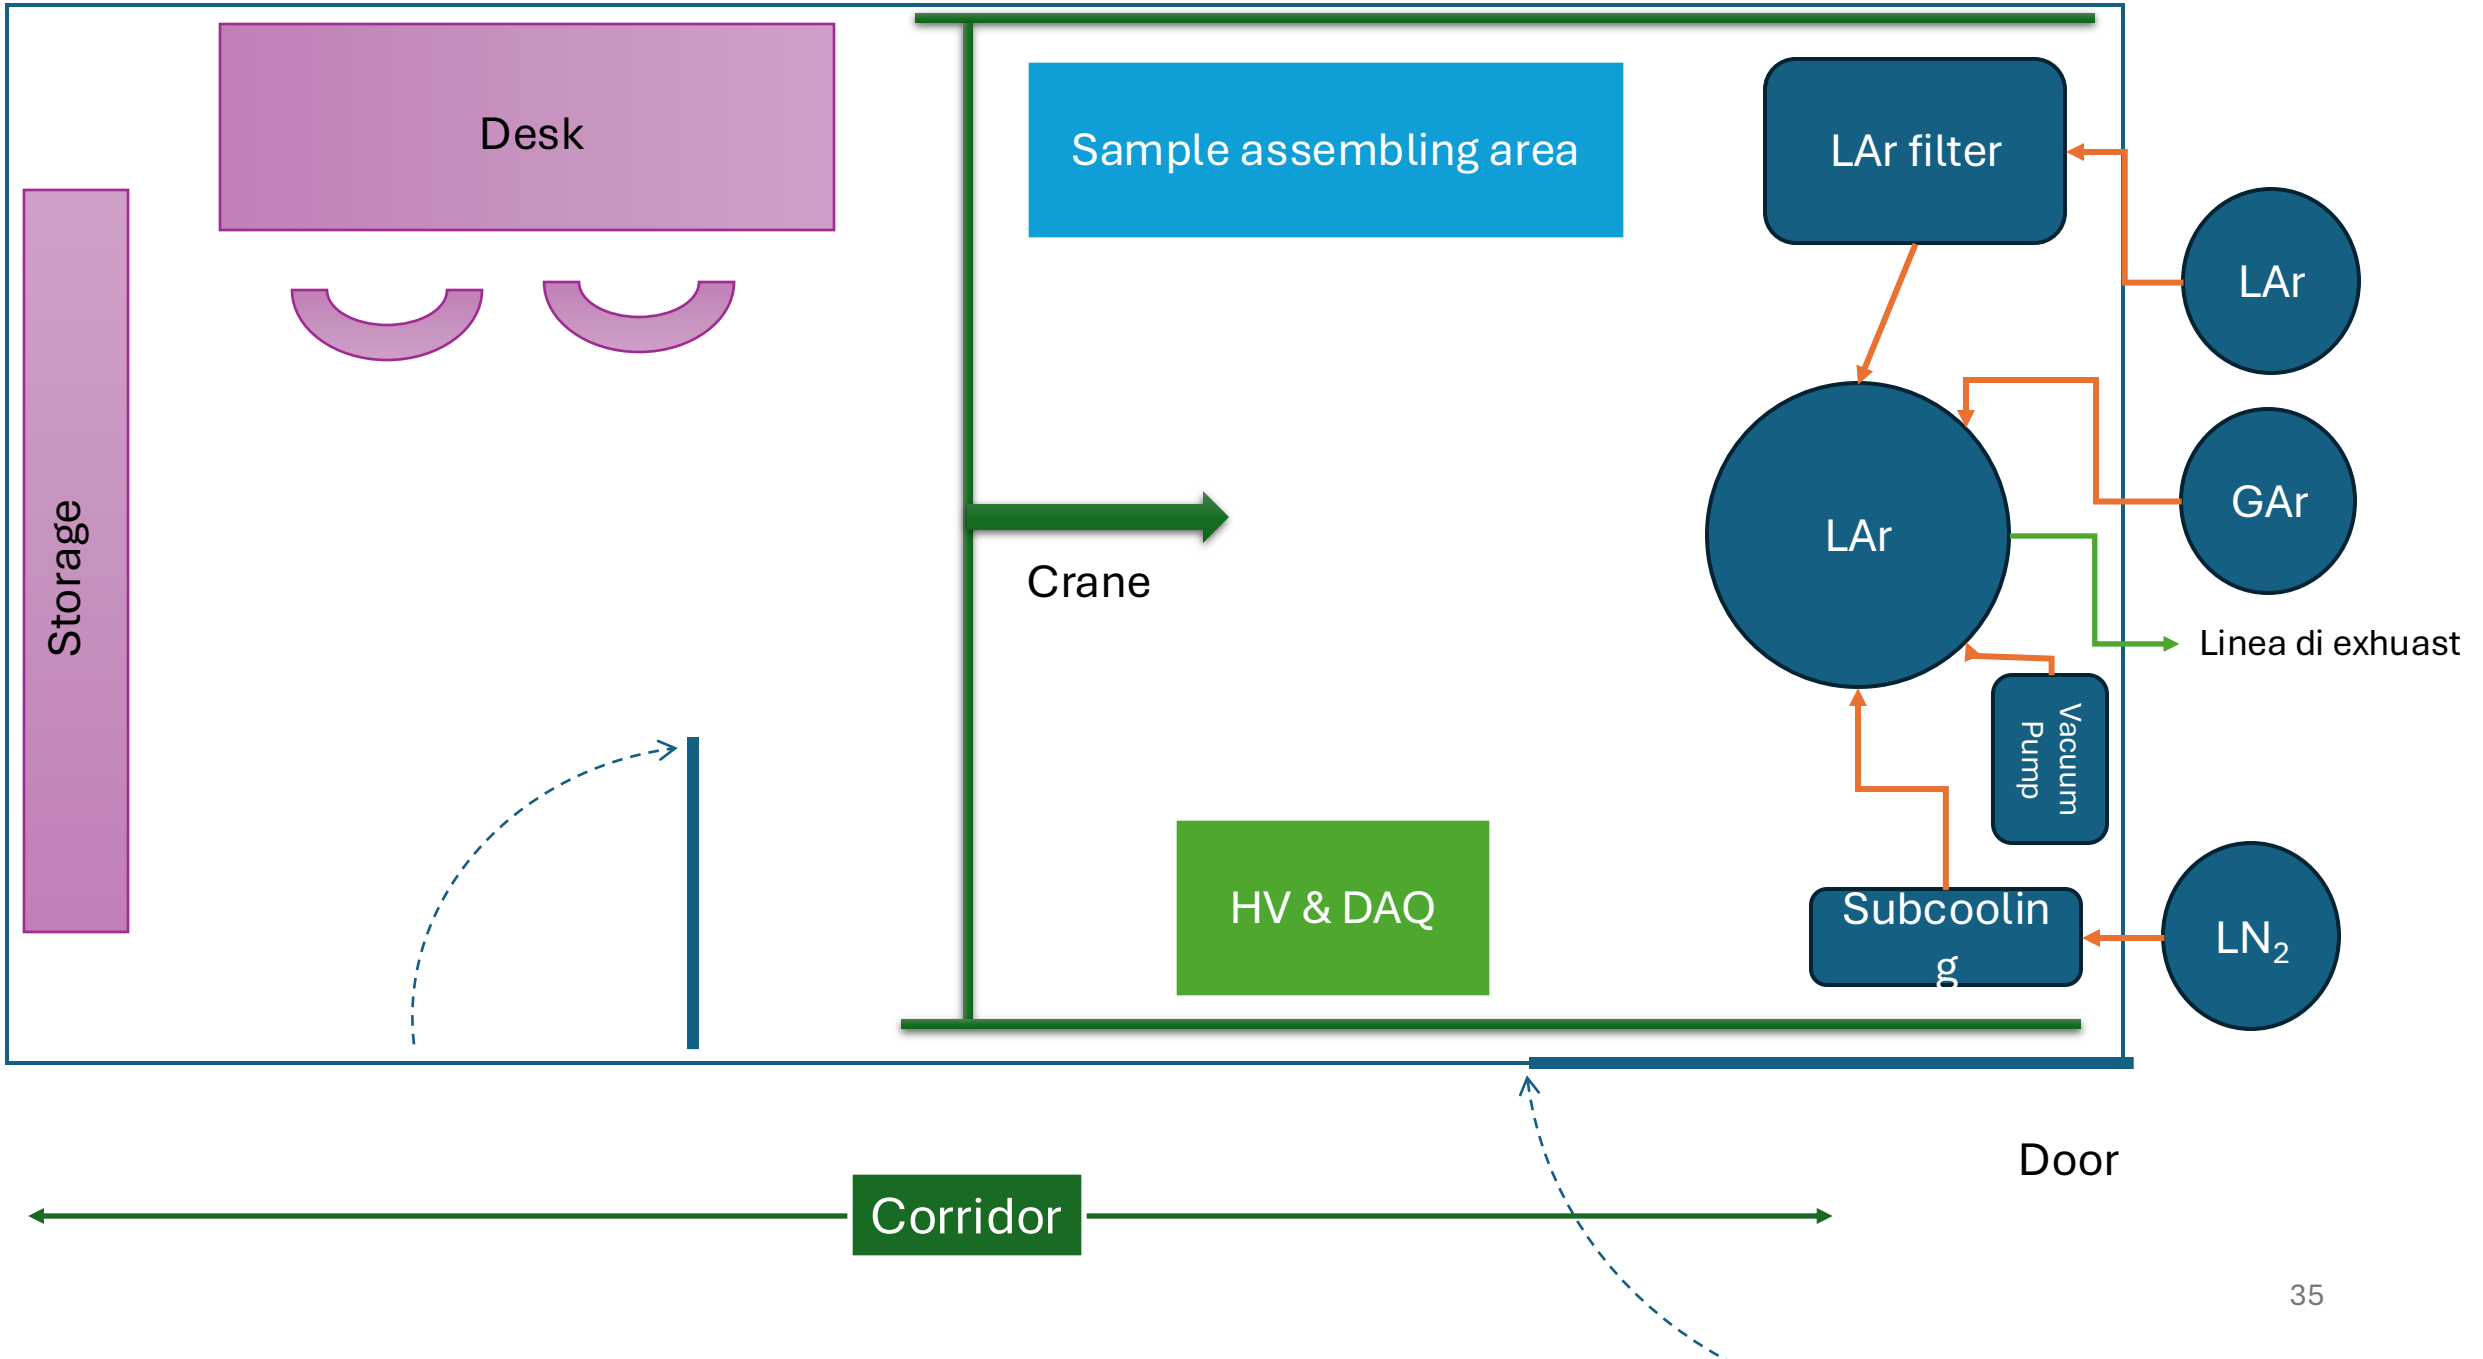 Desk
Sample assembling area
LAr filter
LAr
Storage
Crane
LAr
GAr
Linea di exhuast
Vacuum
Pump
HV & DAQ
Subcoolin
g
LN₂
Door
Corridor
35